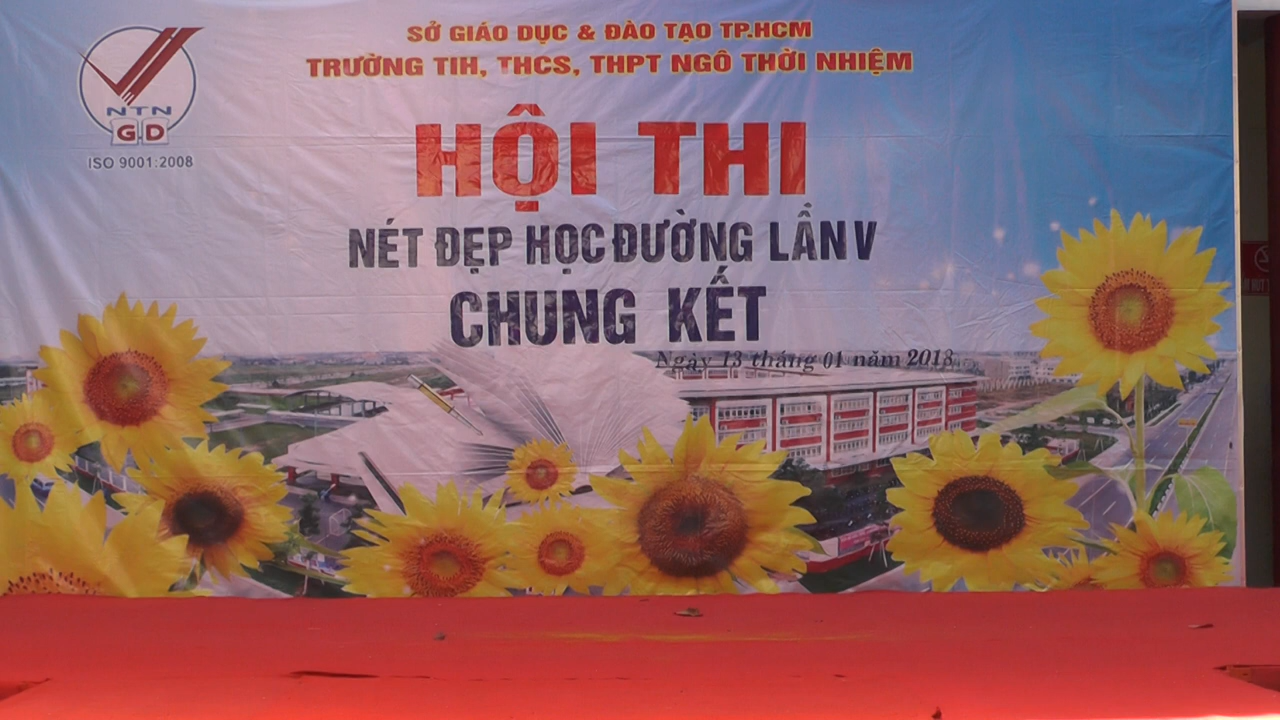 SỞ GIÁO DỤC & ĐÀO TẠO TP.HCM
TRƯỜNG TIH, THCS, THPT NGÔ THỜI NHIỆM
NTN
G.D
ISO 9001:2008
HỘI THI
NÉT ĐẸP HỌC ĐƯỜNG LẦN V
CHUNG KẾT
Ngày 13 tháng 01 năm 2018